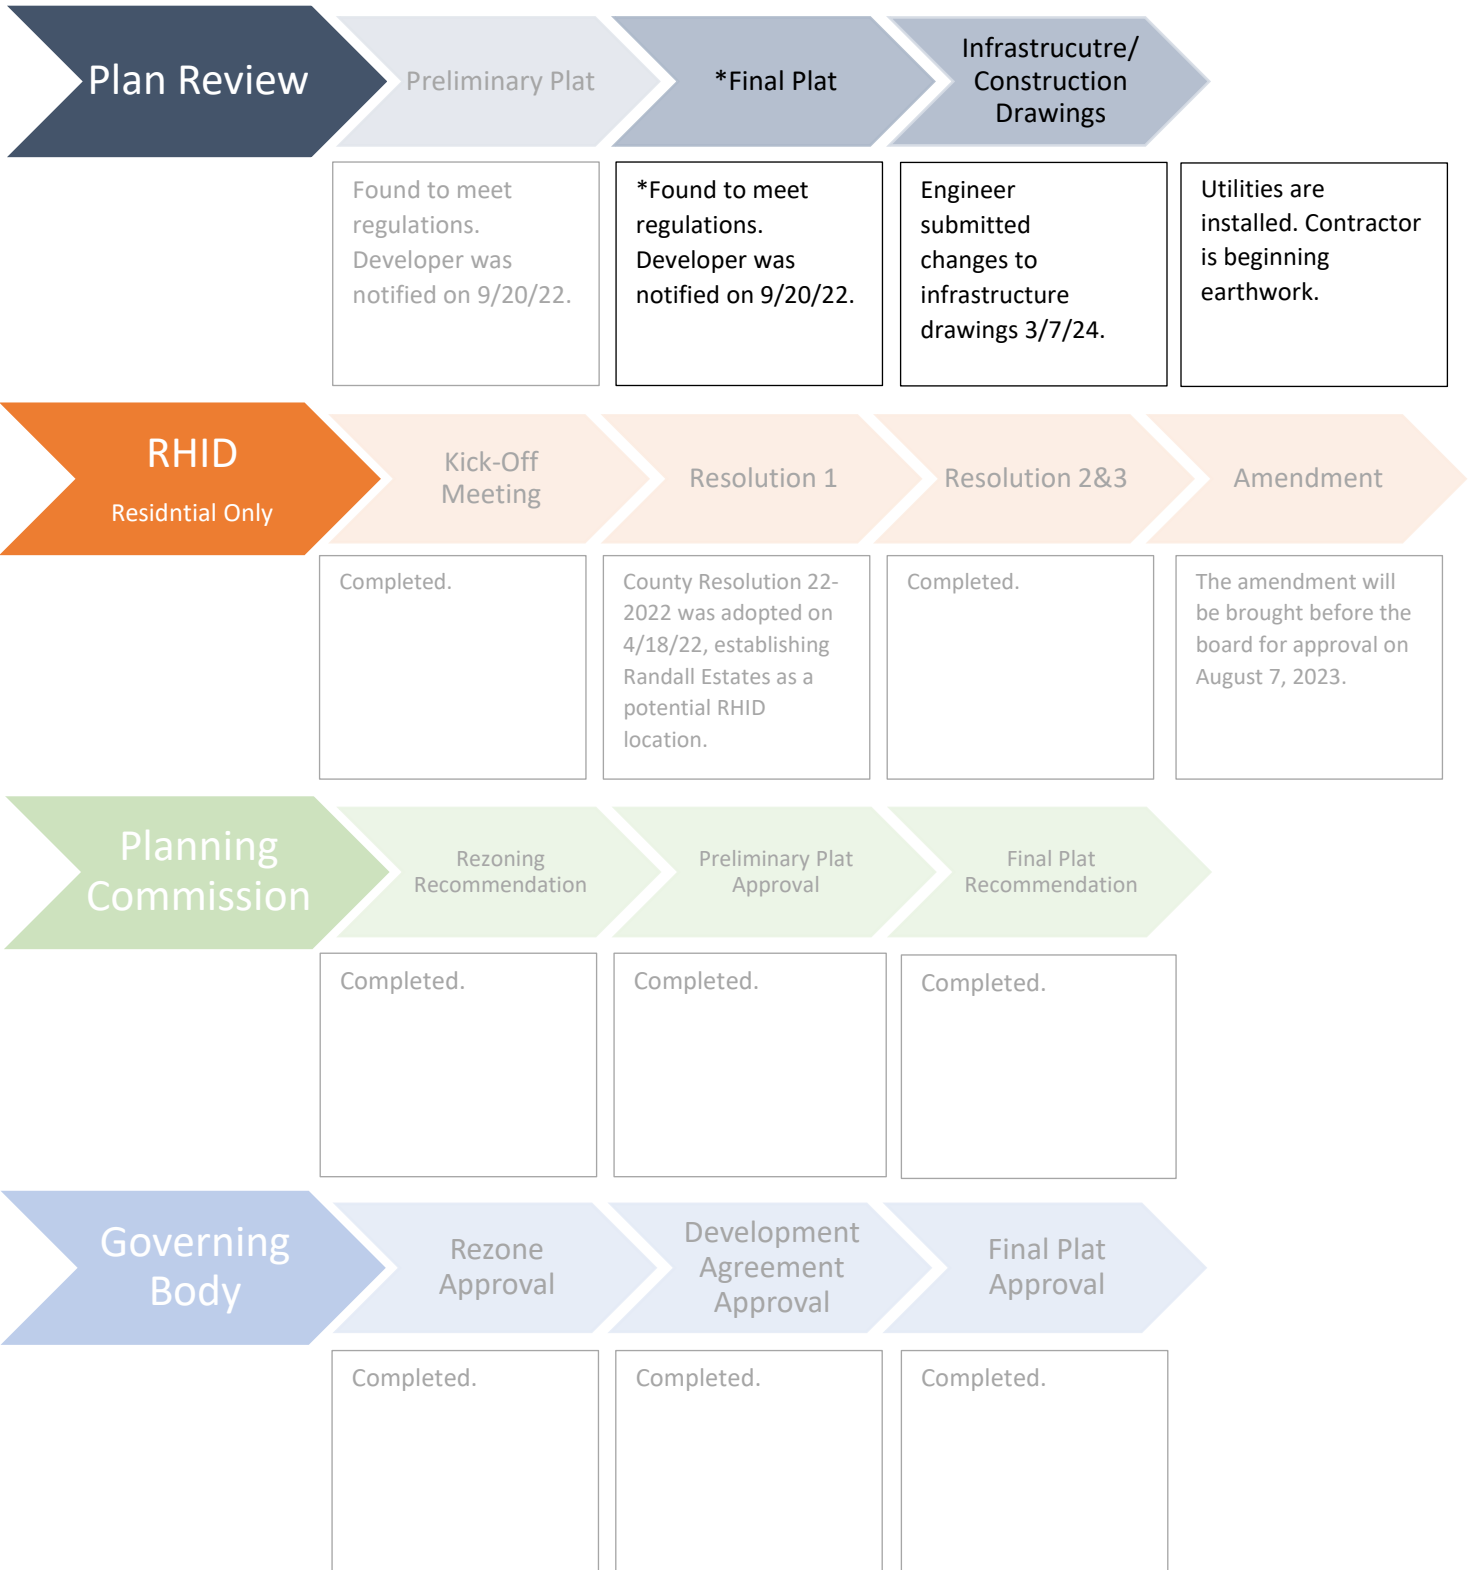 Plan Review
Preliminary Plat
*Final Plat
Infrastrucutre/
Construction
Drawings
Found to meet
regulations.
Developer was
notified on 9/20/22.
*Found to meet
regulations.
Developer was
notified on 9/20/22.
Engineer
submitted
changes to
infrastructure
drawings 3/7/24.
Utilities are
installed. Contractor
is beginning
earthwork.
RHID
Residntial Only
Kick-Off
Meeting
Resolution 1
Resolution 2&3
Amendment
Completed.
County Resolution 22-
2022 was adopted on
4/18/22, establishing
Randall Estates as a
potential RHID
location.
Completed.
The amendment will
be brought before the
board for approval on
August 7, 2023.
Planning
Commission
Rezoning
Recommendation
Preliminary Plat
Approval
Final Plat
Recommendation
Completed.
Completed.
Completed.
Governing
Body
Rezone
Approval
Development
Agreement
Approval
Final Plat
Approval
Completed.
Completed.
Completed.